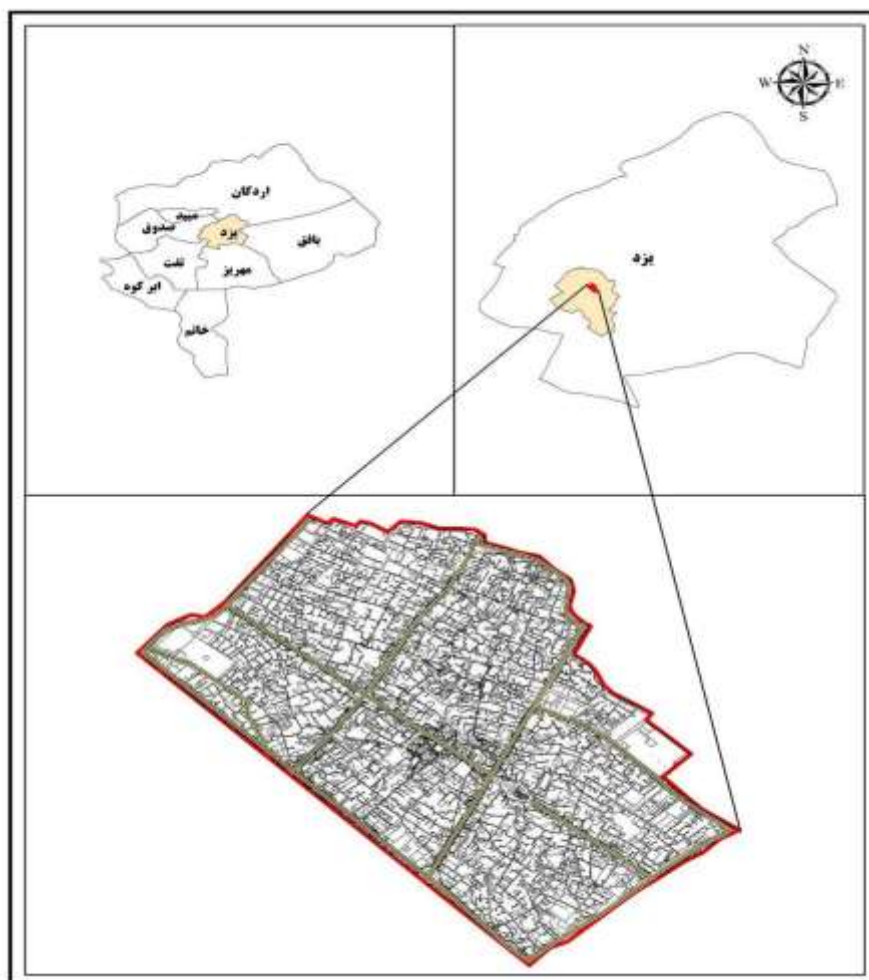 N
W E
S
اردکان
میبد
صدوق
یزد
بافق
تفت
مهریز
ابرکوه
خاتم
یزد